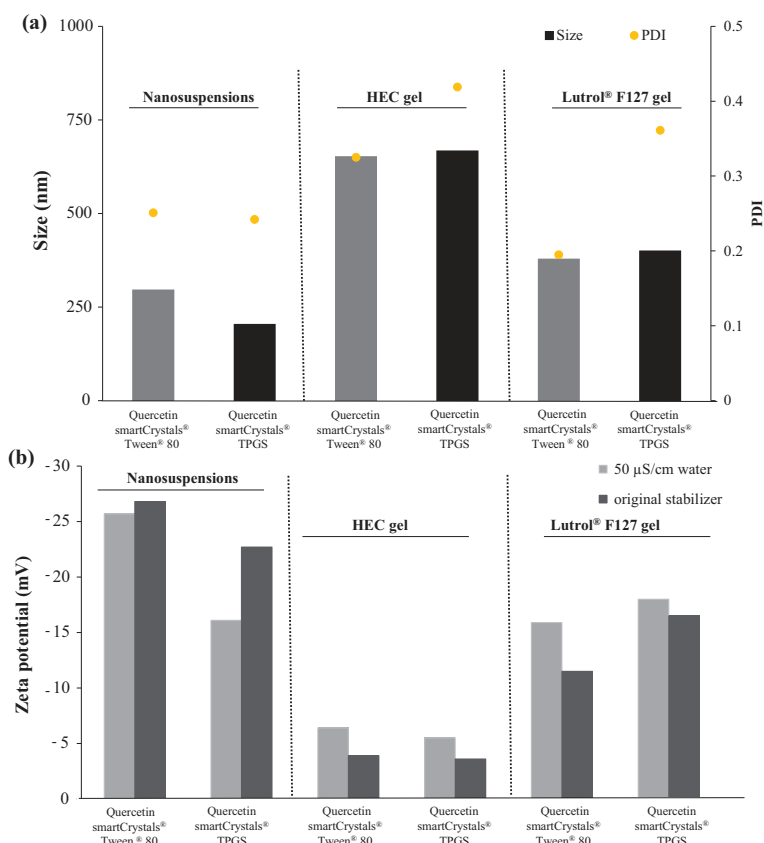 (a)
1000
750
500
250
0
Size (nm)
Size
PDI
0.5
0.4
0.3
0.2
0.1
0
PDI
Nanosuspensions
HEC gel
Lutrol® F127 gel
Quercetin
smartCrystals®
Tween® 80
Quercetin
smartCrystals®
TPGS
Quercetin
smartCrystals®
Tween® 80
Quercetin
smartCrystals®
TPGS
Quercetin
smartCrystals®
Tween® 80
Quercetin
smartCrystals®
TPGS
(b)
- 30
- 25
- 20
- 15
- 10
- 5
0
Zeta potential (mV)
50 µS/cm water
original stabilizer
Nanosuspensions
HEC gel
Lutrol® F127 gel
Quercetin
smartCrystals®
Tween® 80
Quercetin
smartCrystals®
TPGS
Quercetin
smartCrystals®
Tween® 80
Quercetin
smartCrystals®
TPGS
Quercetin
smartCrystals®
Tween® 80
Quercetin
smartCrystals®
TPGS